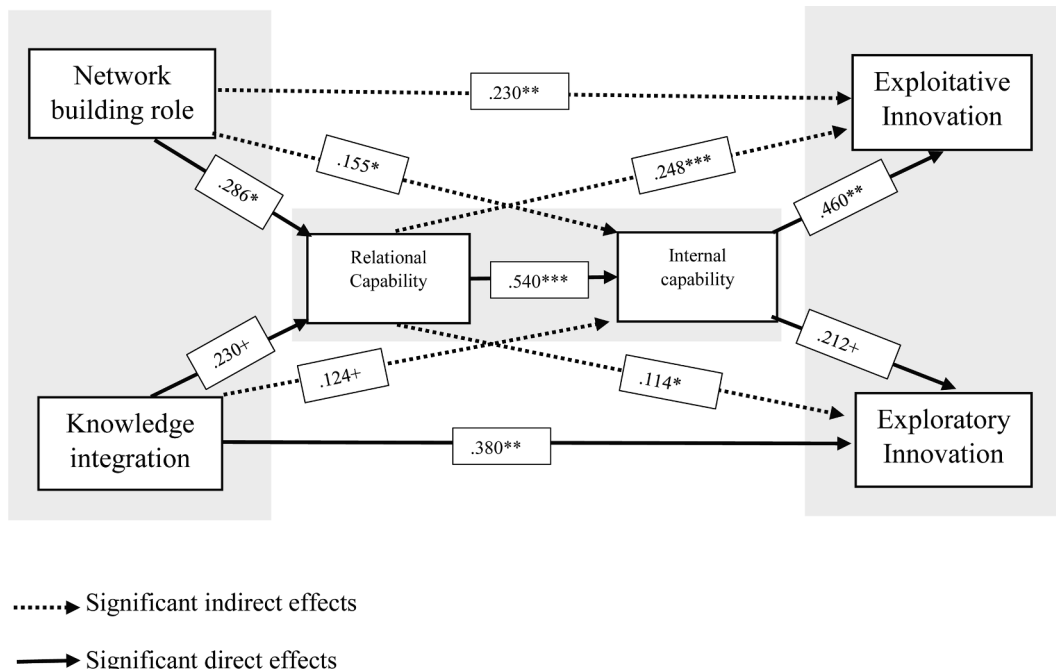 Network
building role
Exploitative
Innovation
.230**
.155*
.248***
.286*
.460**
Relational
Capability
Internal
capability
.540***
.230+
.124+
.114*
.212+
Knowledge
integration
.380**
Exploratory
Innovation
Significant indirect effects
Significant direct effects